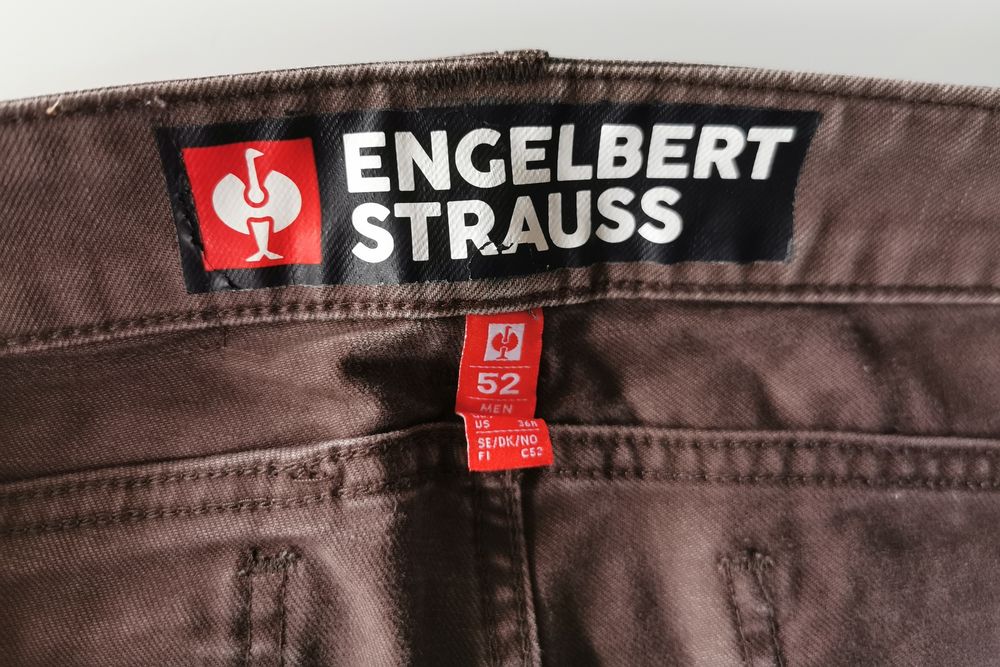 ENGELBERT
STRAUSS
52
MEN
US 36R
SE/DK/NO
FI C52